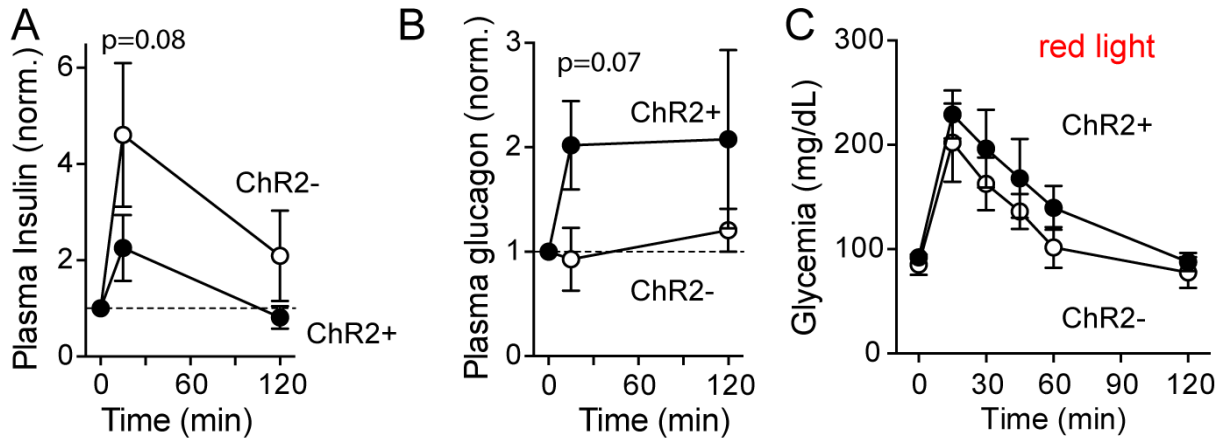 A
Plasma Insulin (norm.)
6
4
2
0
p=0.08
ChR2-
ChR2+
0
60
120
Time (min)
B
Plasma glucagon (norm.)
3
2
1
0
p=0.07
ChR2+
ChR2-
0
60
120
Time (min)
C
Glycemia (mg/dL)
300
200
100
0
red light
ChR2+
ChR2-
0
30
60
90
120
Time (min)